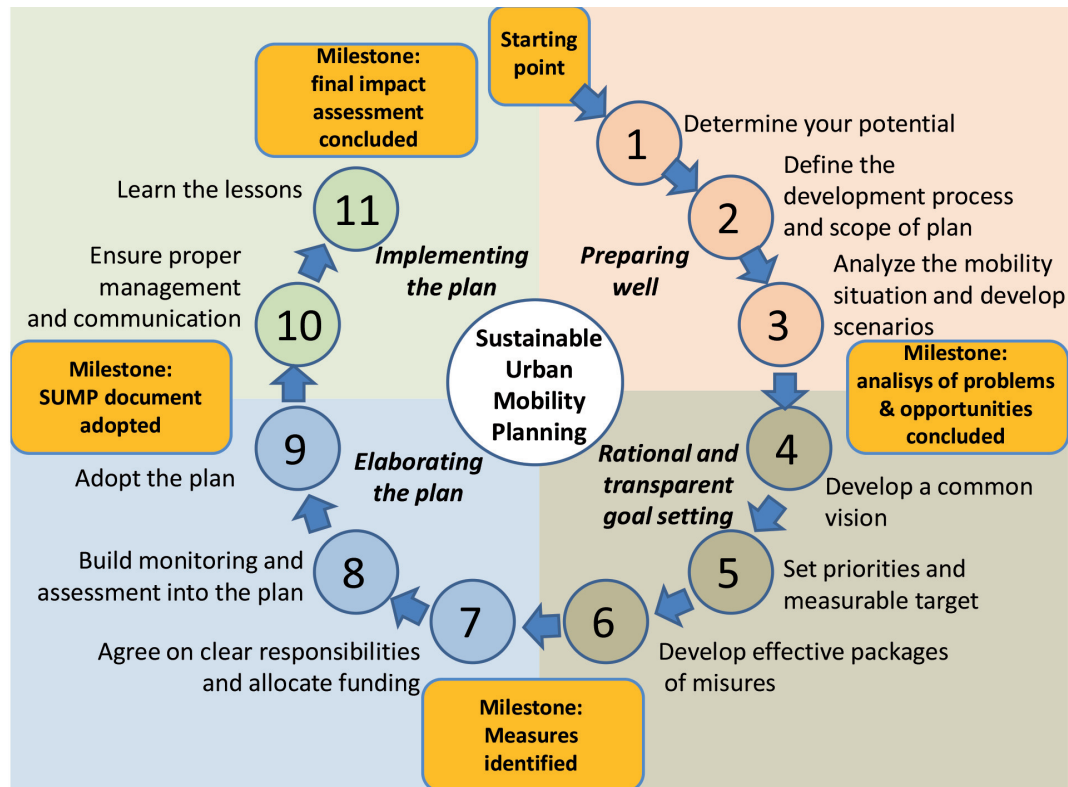 Starting
point
1
Determine your potential
2
Define the
development process
and scope of plan
Preparing
well
3
Analyze the mobility
situation and develop
scenarios
Milestone:
analisys of problems
& opportunities
concluded
4
Develop a common
vision
Rational and
transparent
goal setting
5
Set priorities and
measurable target
6
Develop effective packages
of misures
Milestone:
Measures
identified
7
Agree on clear responsibilities
and allocate funding
8
Build monitoring and
assessment into the plan
Elaborating
the plan
9
Adopt the plan
Milestone:
SUMP document
adopted
10
Ensure proper
management
and communication
Implementing
the plan
11
Learn the lessons
Milestone:
final impact
assessment
concluded
Sustainable
Urban
Mobility
Planning